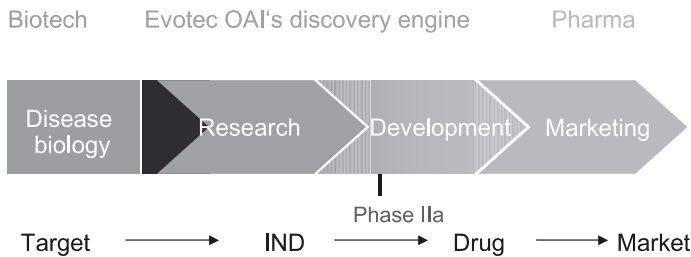 Biotech Evotec OAI‘s discovery engine Pharma
Disease biology Research Development Marketing
Phase IIa
Target IND Drug Market